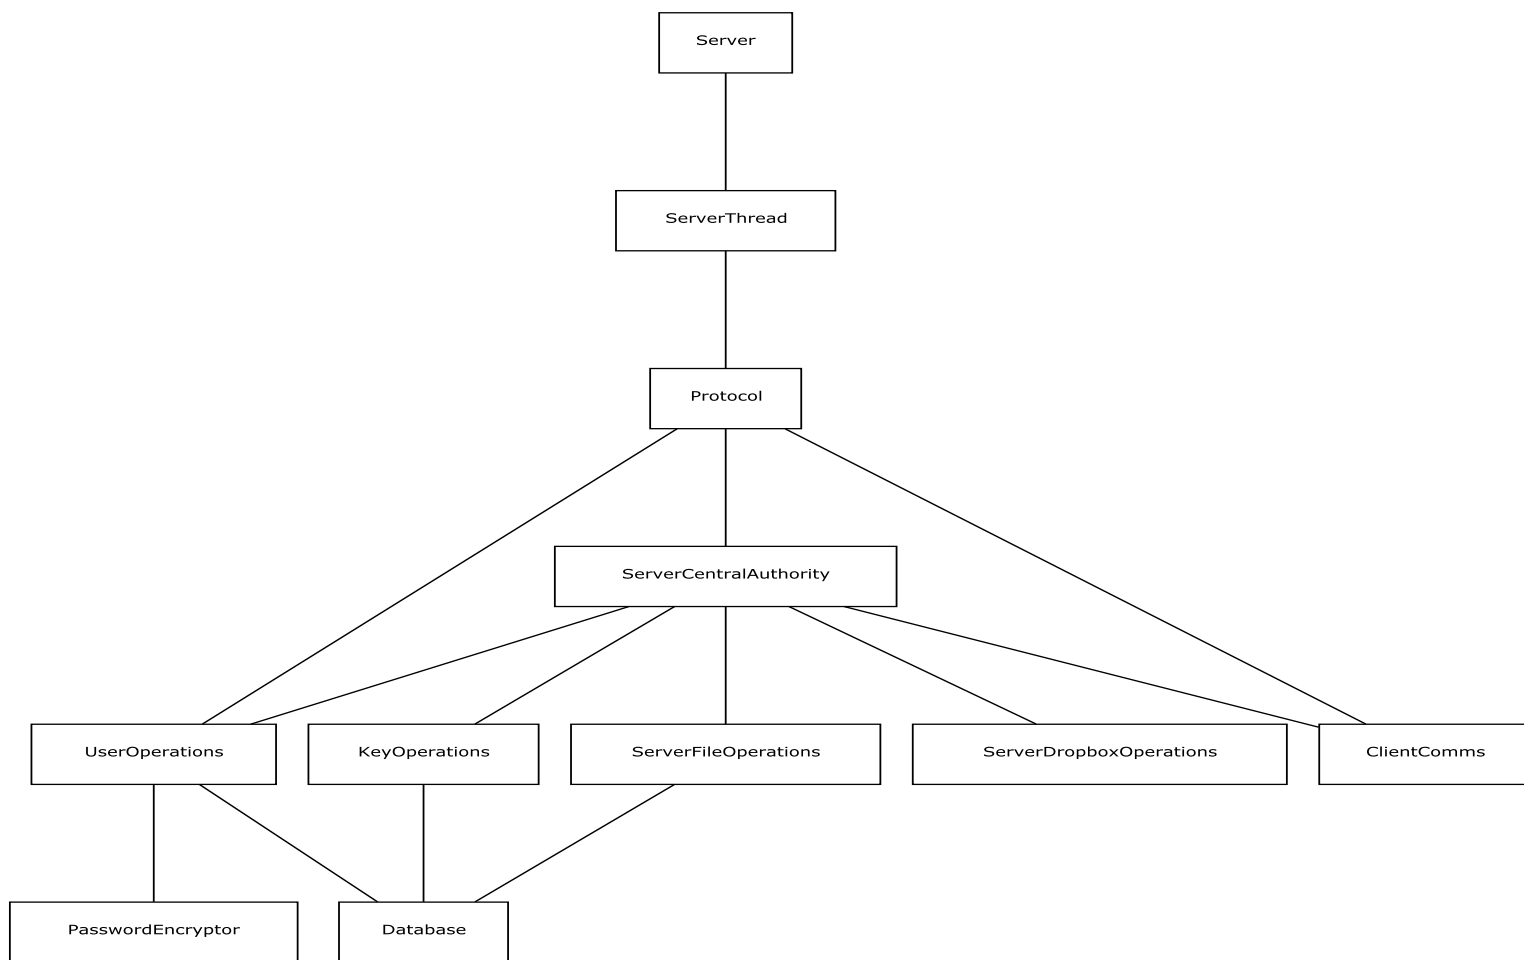 Server
ServerThread
Protocol
ServerCentralAuthority
UserOperations
KeyOperations
ServerFileOperations
ServerDropboxOperations
ClientComms
PasswordEncryptor
Database